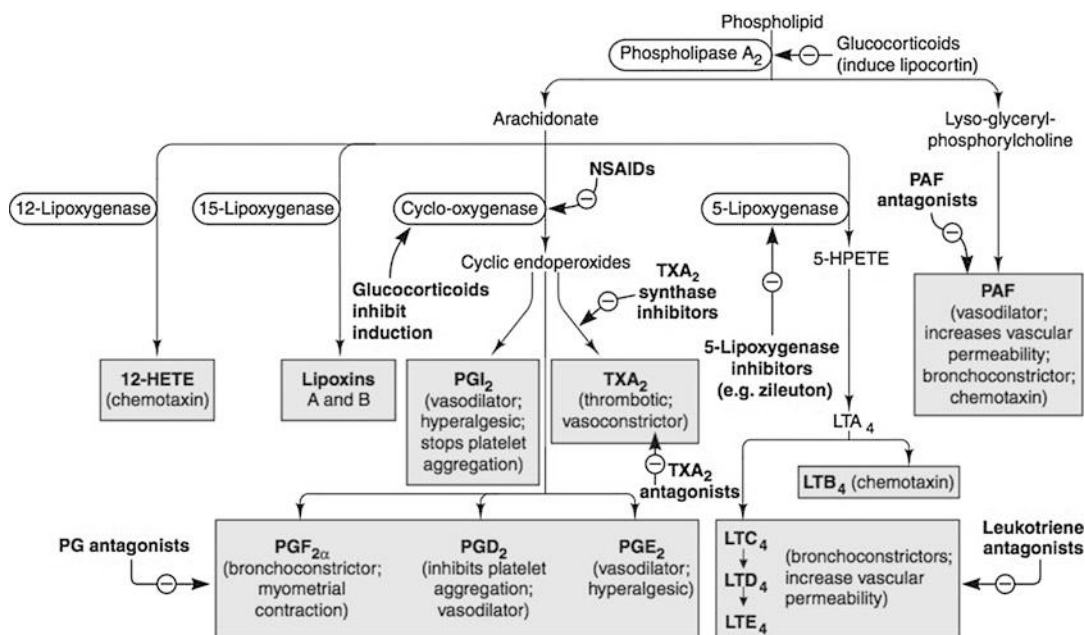 Phospholipid
Phospholipase A2
Glucocorticoids
(induce lipocortin)
Arachidonate
Lyso-glyceryl-
phosphorylcholine
NSAIDs
12-Lipoxygenase
15-Lipoxygenase
Cyclo-oxygenase
5-Lipoxygenase
PAF
antagonists
5-HPETE
Cyclic endoperoxides
Glucocorticoids
inhibit
induction
TXA2
synthase
inhibitors
5-Lipoxygenase
inhibitors
(e.g. zileuton)
PAF
(vasodilator;
increases vascular
permeability;
bronchoconstrictor;
chemotaxin)
12-HETE
(chemotaxin)
Lipoxins
A and B
PGI2
(vasodilator;
hyperalgesic;
stops platelet
aggregation)
TXA2
(thrombotic;
vasoconstrictor)
LTA4
TXA2
antagonists
LTB4 (chemotaxin)
PG antagonists
PGF2α
(bronchoconstrictor;
myometrial
contraction)
PGD2
(inhibits platelet
aggregation;
vasodilator)
PGE2
(vasodilator;
hyperalgesic)
LTC4
LTD4
LTE4
(bronchoconstrictors;
increase vascular
permeability)
Leukotriene
antagonists